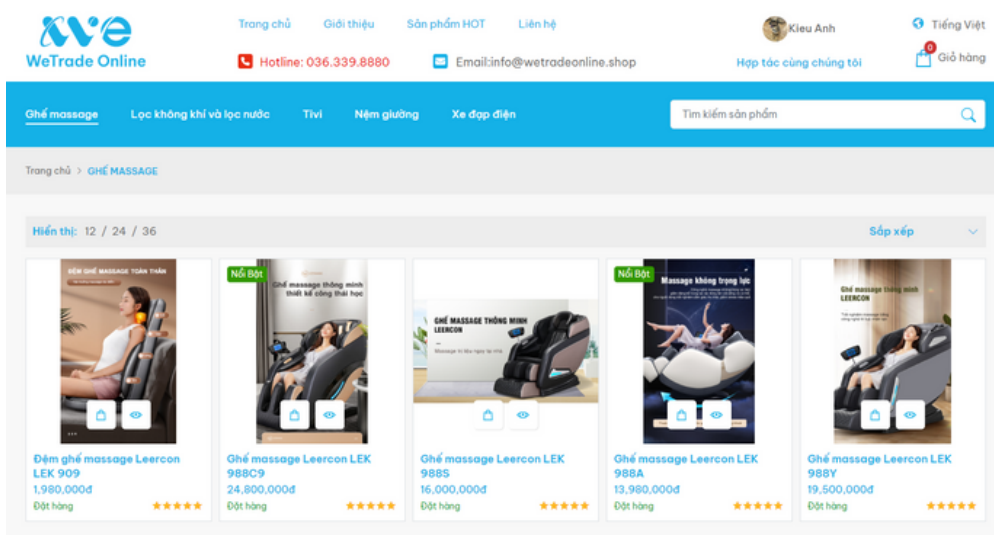 WeTrade Online
Trang chủ Giới thiệu Sản phẩm HOT Liên hệ
Kieu Anh
Tiếng Việt
Hotline: 036.339.8880 Email:info@wetradeonline.shop
Hợp tác cùng chúng tôi
0
Giỏ hàng
Ghế massage Lọc không khí và lọc nước Tivi Nệm giường Xe đạp điện
Tìm kiếm sản phẩm
Trang chủ > GHẾ MASSAGE
Hiển thị: 12 / 24 / 36
Sắp xếp
ĐỆM GHẾ MASSAGE TOÀN THÂN
Đệm ghế massage Leercon
LEK 909
1,980,000đ
Đặt hàng
Nổi Bật
Ghế massage thông minh
thiết kế công thái học
Ghế massage Leercon LEK
988C9
24,800,000đ
Đặt hàng
GHẾ MASSAGE THÔNG MINH
LEERCON
Massage trị liệu ngay tại nhà
Ghế massage Leercon LEK
988S
16,000,000đ
Đặt hàng
Nổi Bật
Massage không trọng lực
Ghế massage Leercon LEK
988A
13,980,000đ
Đặt hàng
Ghế massage thông minh
LEERCON
Ghế massage Leercon LEK
988Y
19,500,000đ
Đặt hàng